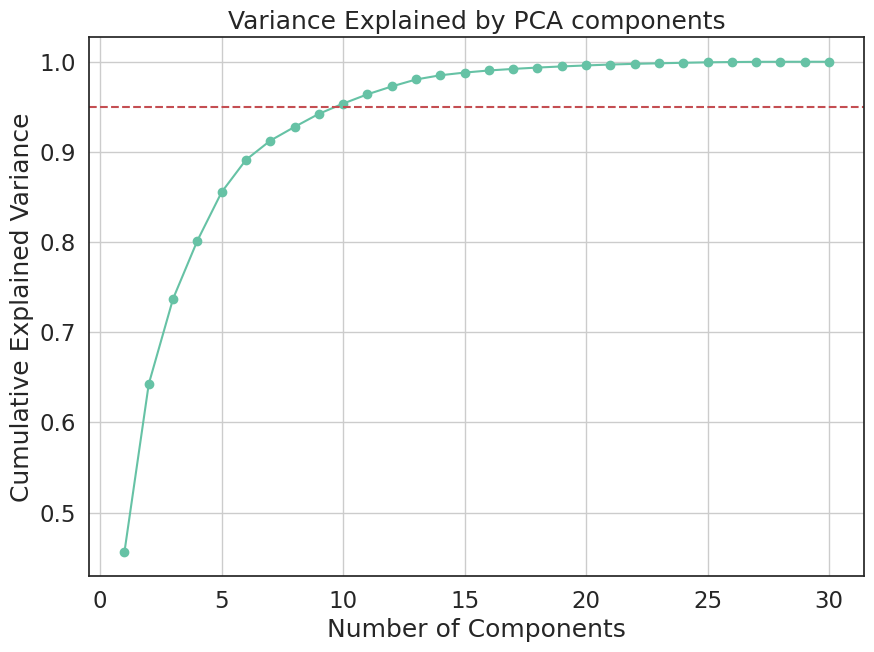 Variance Explained by PCA components
Cumulative Explained Variance
1.0
0.9
0.8
0.7
0.6
0.5
0 5 10 15 20 25 30
Number of Components